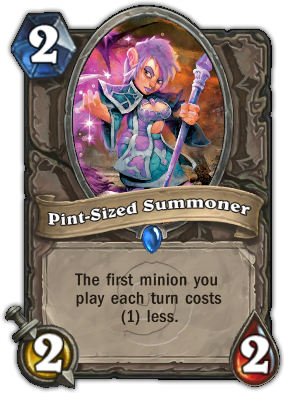 2
Pint-Sized Summoner
The first minion you
play each turn costs
(1) less.
2
2